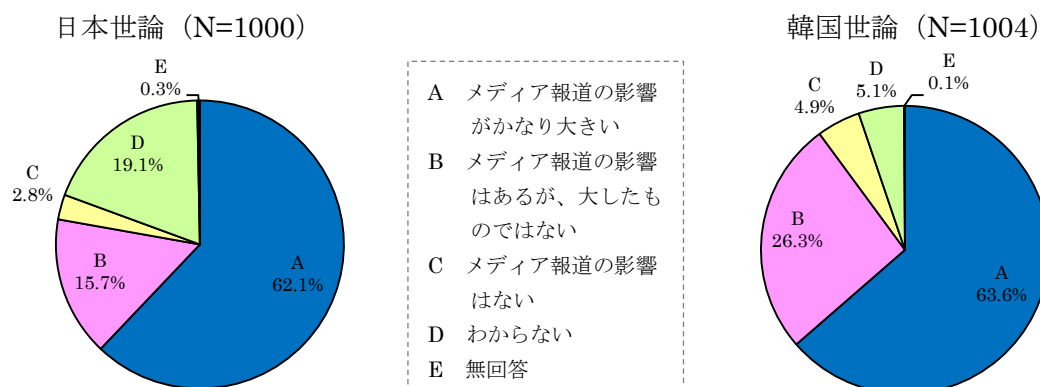 日本世論（N=1000）
E
0.3%
D
19.1%
C
2.8%
B
15.7%
A
62.1%
A メディア報道の影響
がかなり大きい
B メディア報道の影響
はあるが、大したも
のではない
C メディア報道の影響
はない
D わからない
E 無回答
韓国世論（N=1004）
E
0.1%
D
5.1%
C
4.9%
B
26.3%
A
63.6%